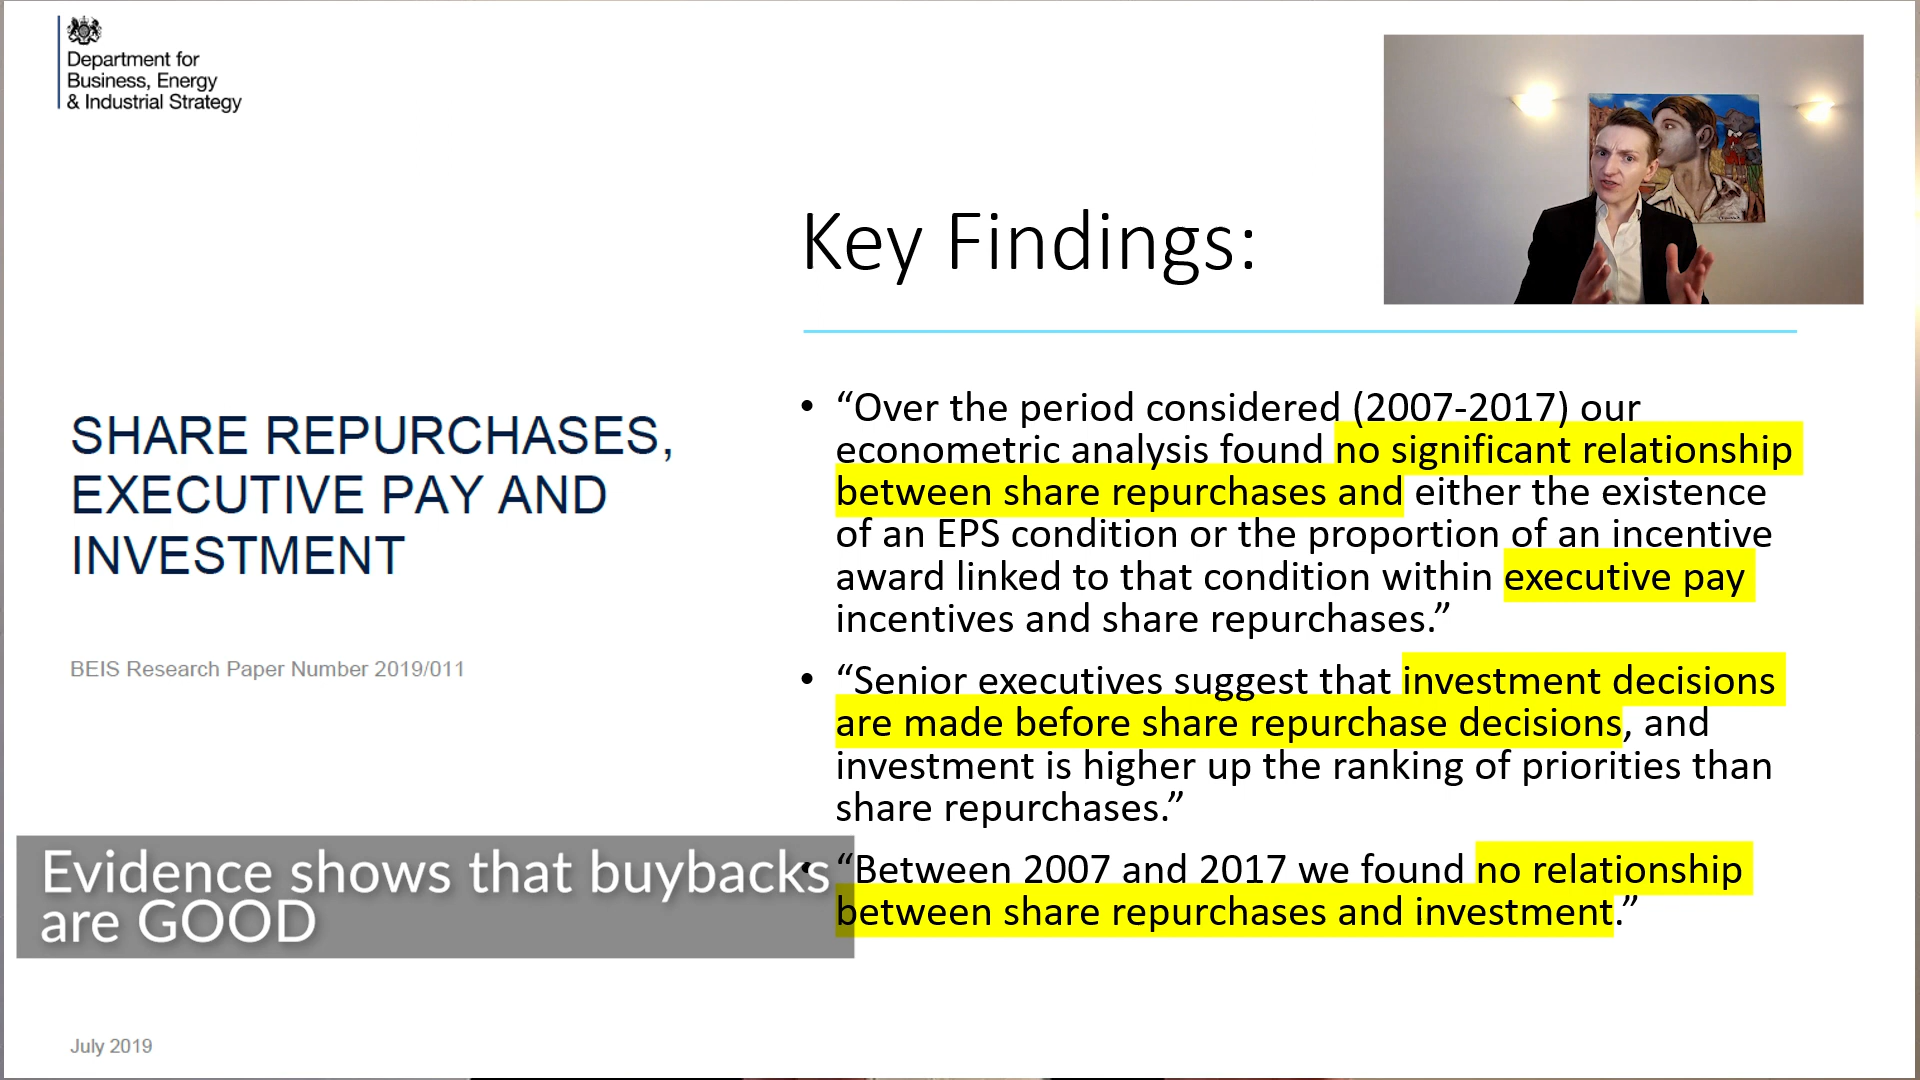 Department for
Business, Energy
& Industrial Strategy
SHARE REPURCHASES,
EXECUTIVE PAY AND
INVESTMENT
BEIS Research Paper Number 2019/011
July 2019
Key Findings:
• “Over the period considered (2007-2017) our
econometric analysis found no significant relationship
between share repurchases and either the existence
of an EPS condition or the proportion of an incentive
award linked to that condition within executive pay
incentives and share repurchases.”
• “Senior executives suggest that investment decisions
are made before share repurchase decisions, and
investment is higher up the ranking of priorities than
share repurchases.”
• “Between 2007 and 2017 we found no relationship
between share repurchases and investment.”
Evidence shows that buybacks
are GOOD